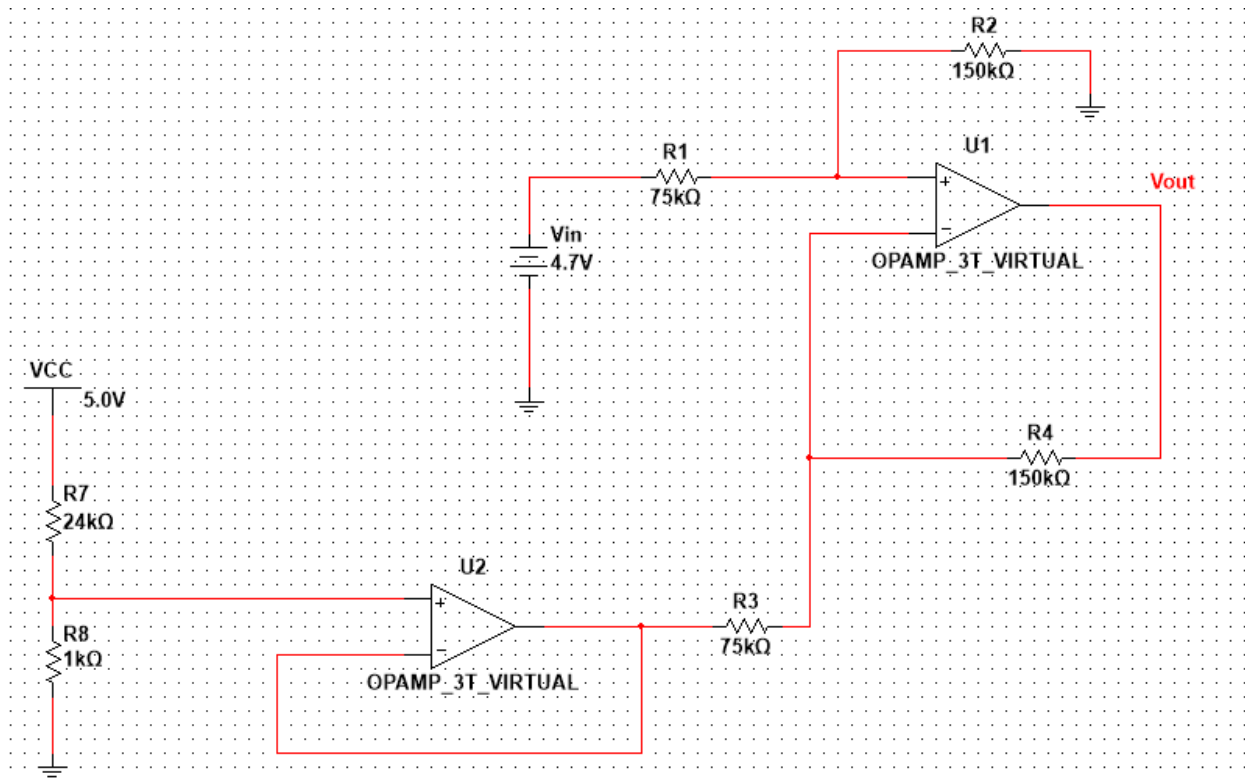 R2
150kΩ
U1
R1
75kΩ
Vout
+
−
Vin
4.7V
OPAMP_3T_VIRTUAL
VCC
5.0V
R4
150kΩ
R7
24kΩ
U2
+
−
R3
75kΩ
R8
1kΩ
OPAMP_3T_VIRTUAL